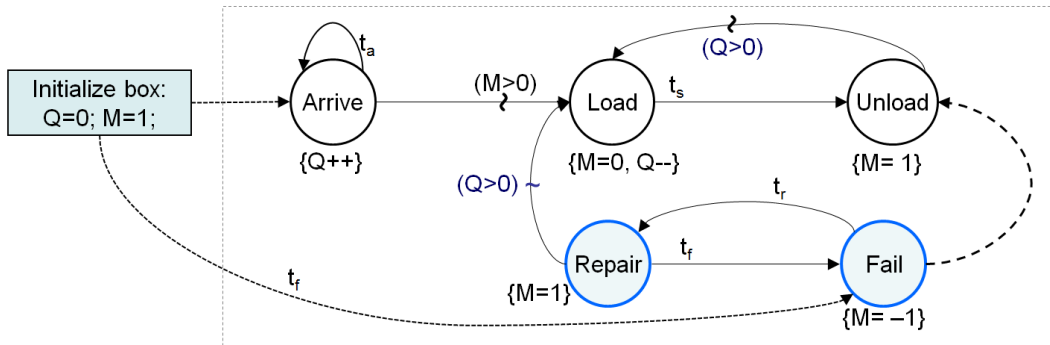 Initialize box:
Q=0; M=1;
t_a
Arrive
{Q++}
(M>0)
(Q>0)
Load
{M=0, Q--}
t_s
Unload
{M= 1}
(Q>0) ~
t_r
Repair
{M=1}
t_f
Fail
{M= –1}
t_f